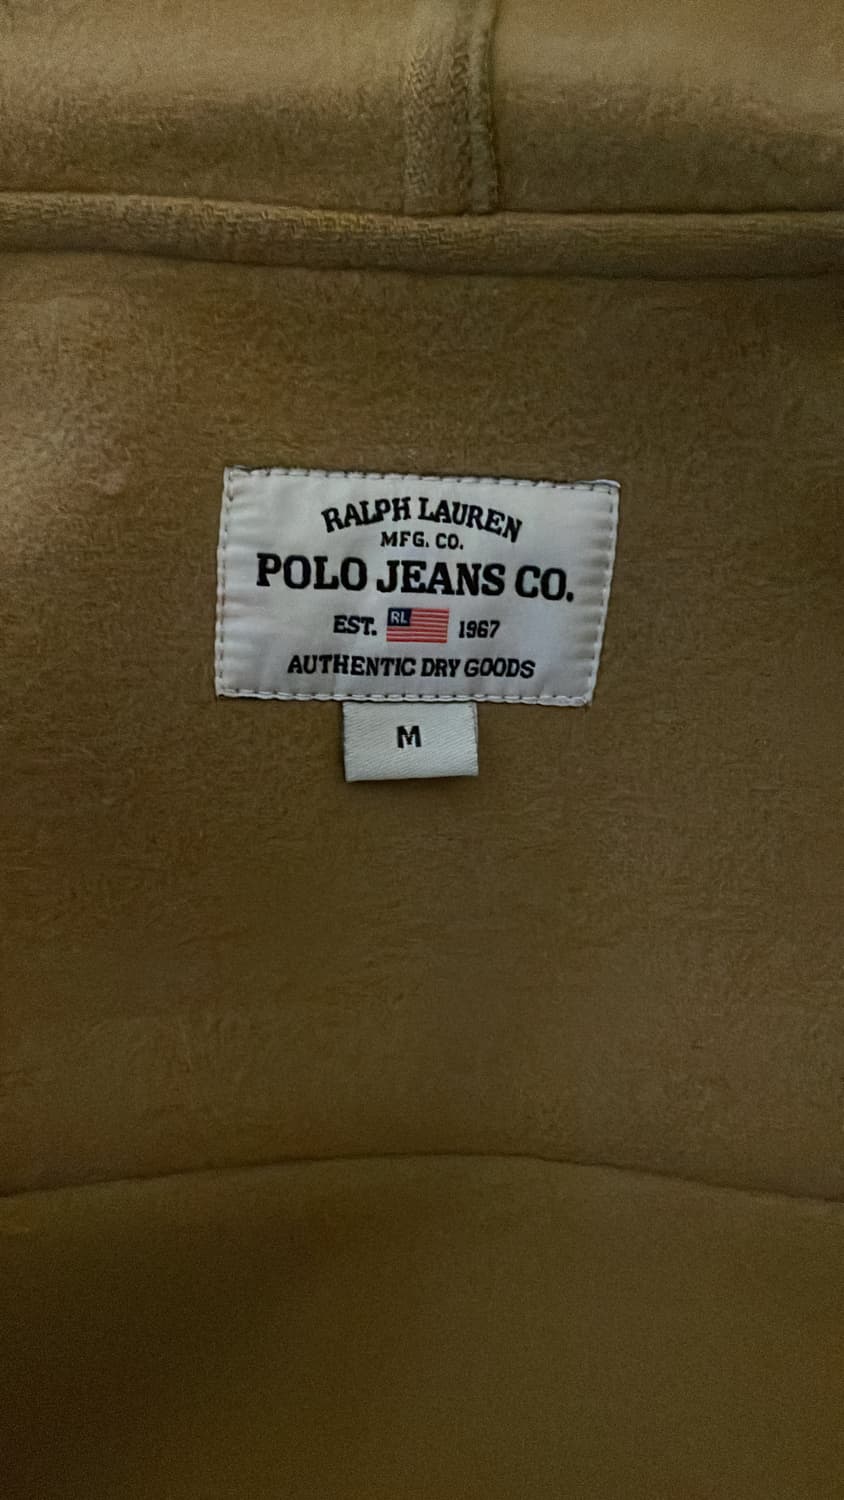 RALPH LAUREN
MFG. CO.
POLO JEANS CO.
EST. RL 1967
AUTHENTIC DRY GOODS
M